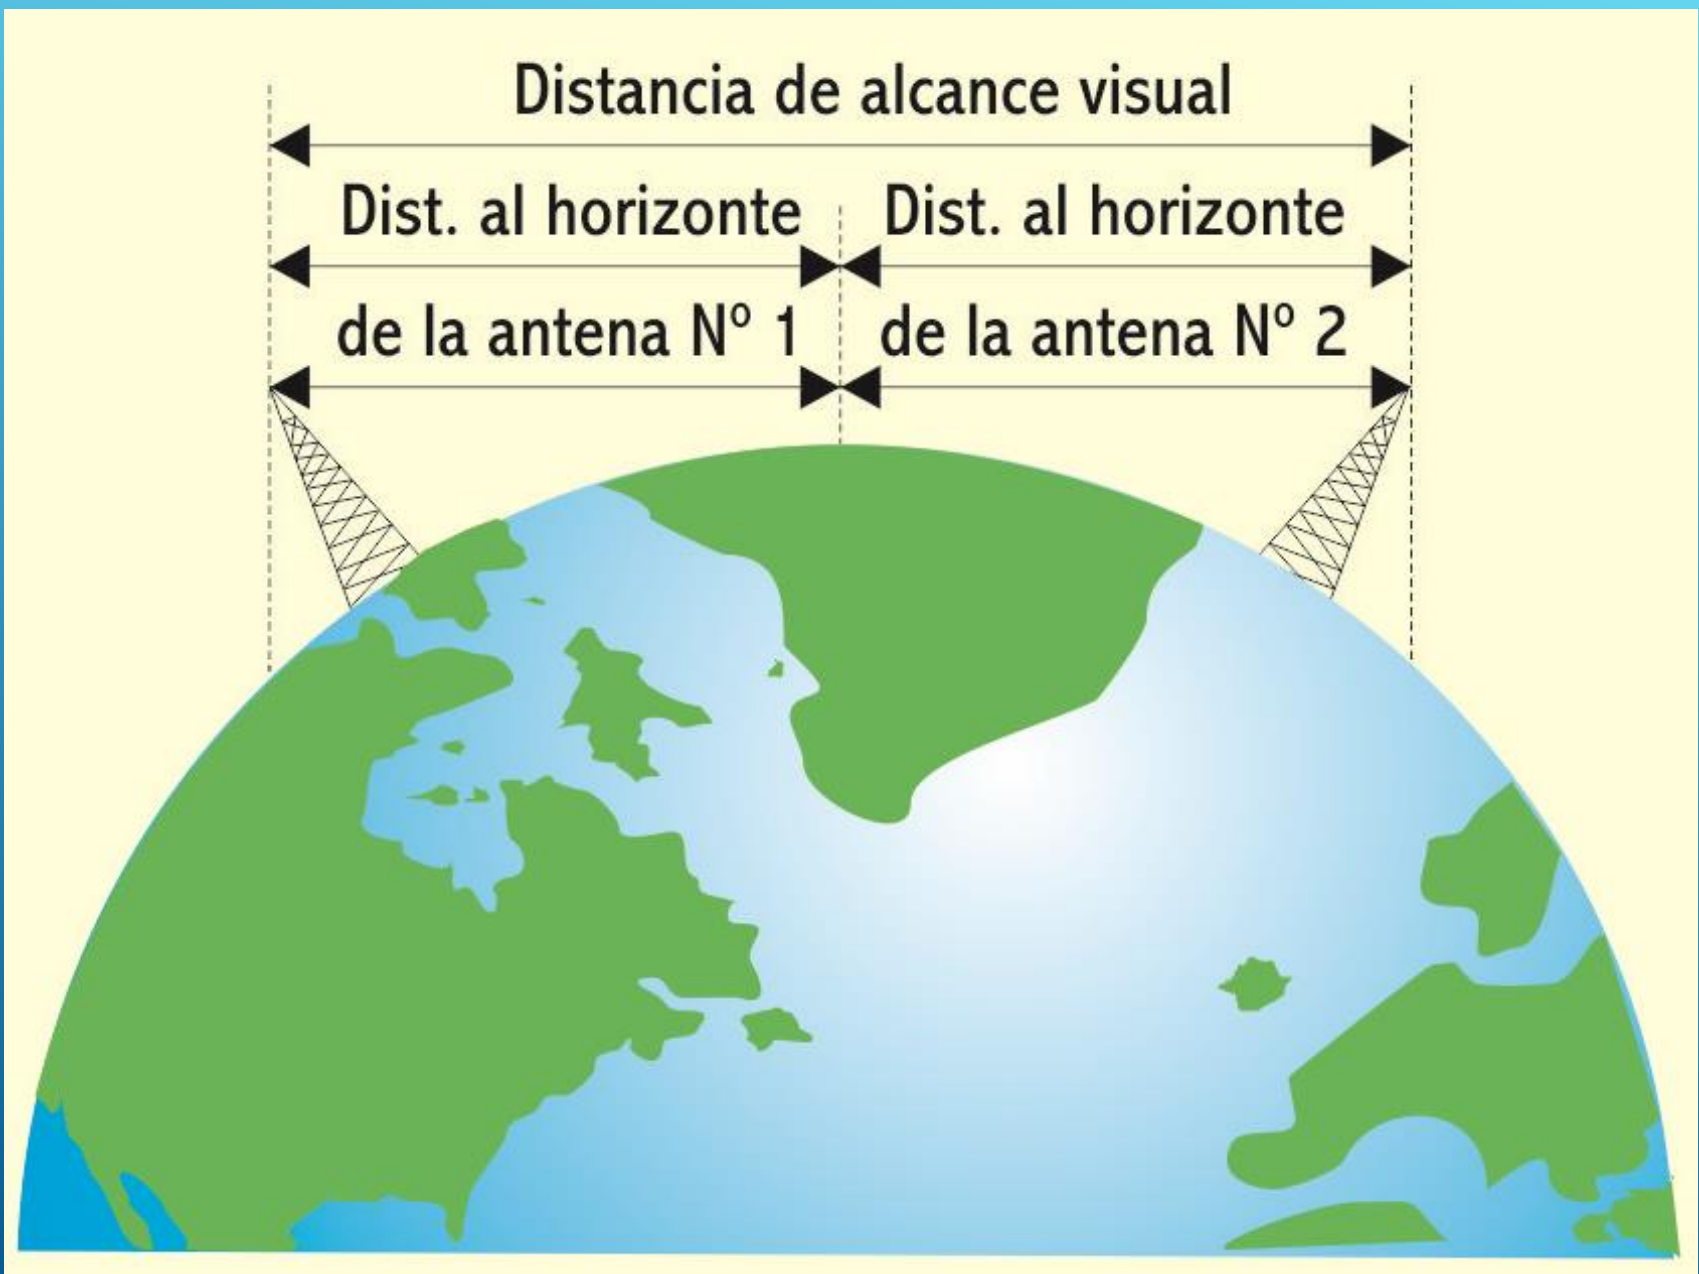 Distancia de alcance visual
Dist. al horizonte
Dist. al horizonte
de la antena Nº 1
de la antena Nº 2